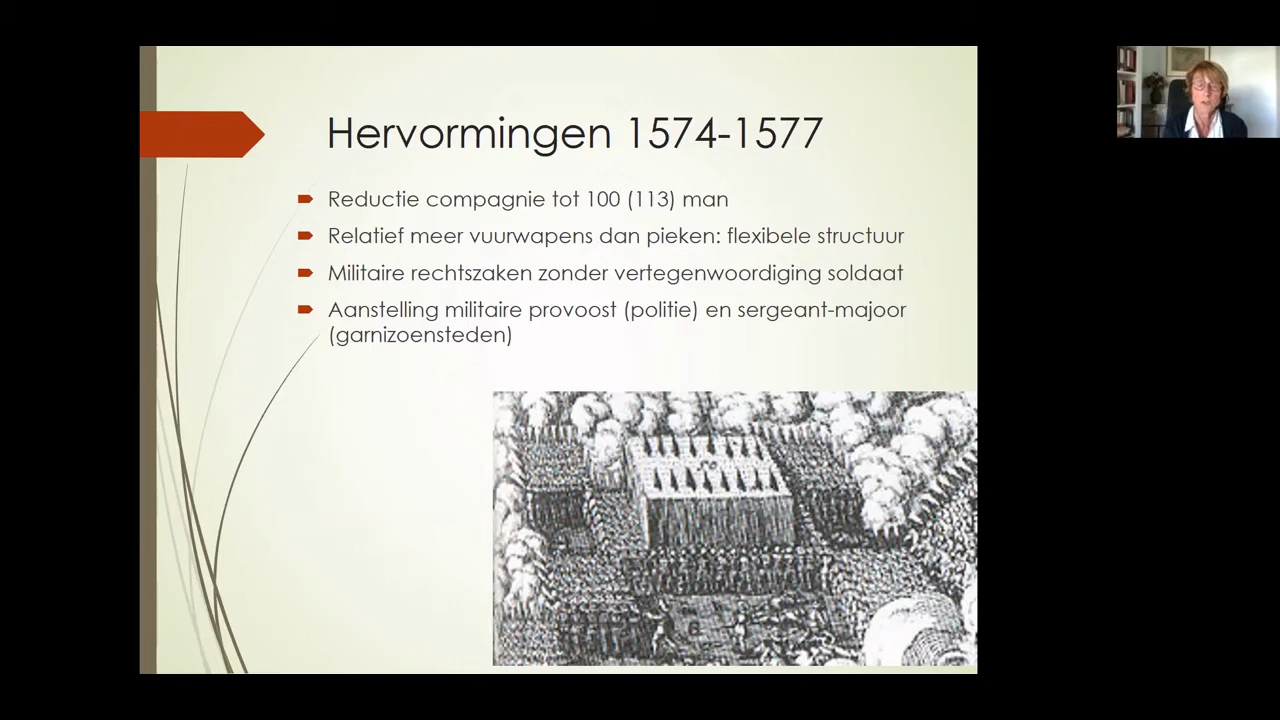 Hervormingen 1574-1577
Reductie compagnie tot 100 (113) man
Relatief meer vuurwapens dan pieken: flexibele structuur
Militaire rechtszaken zonder vertegenwoordiging soldaat
Aanstelling militaire provoost (politie) en sergeant-majoor
(garnizoensteden)